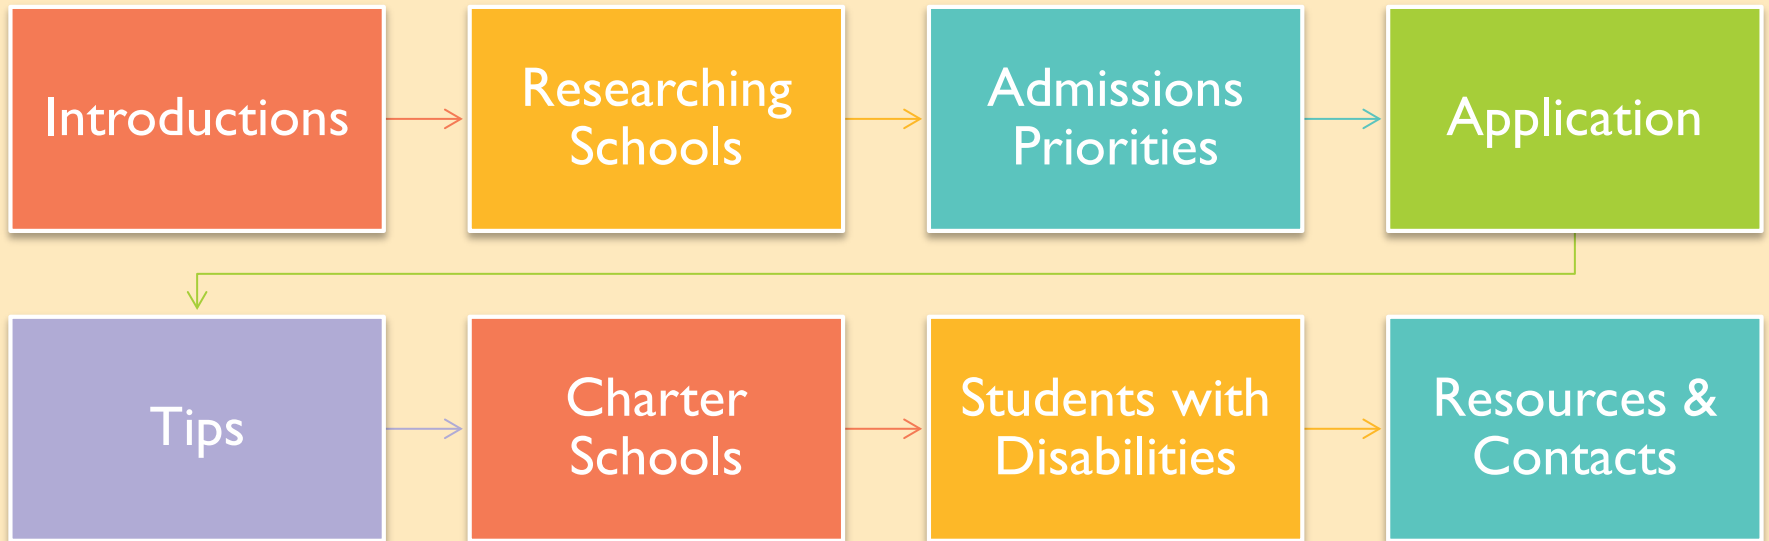 Introductions
Researching
Schools
Admissions
Priorities
Application
Tips
Charter
Schools
Students with
Disabilities
Resources &
Contacts